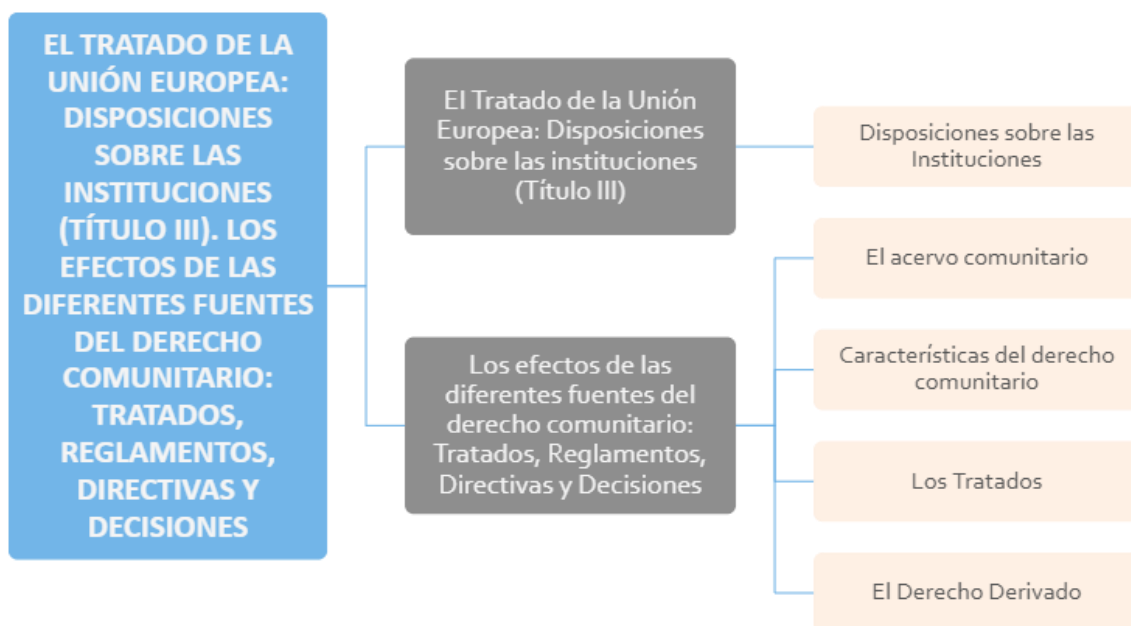 EL TRATADO DE LA
UNIÓN EUROPEA:
DISPOSICIONES
SOBRE LAS
INSTITUCIONES
(TÍTULO III). LOS
EFECTOS DE LAS
DIFERENTES FUENTES
DEL DERECHO
COMUNITARIO:
TRATADOS,
REGLAMENTOS,
DIRECTIVAS Y
DECISIONES
El Tratado de la Unión
Europea: Disposiciones
sobre las instituciones
(Título III)
Disposiciones sobre las
Instituciones
Los efectos de las
diferentes fuentes del
derecho comunitario:
Tratados, Reglamentos,
Directivas y Decisiones
El acervo comunitario
Características del derecho
comunitario
Los Tratados
El Derecho Derivado